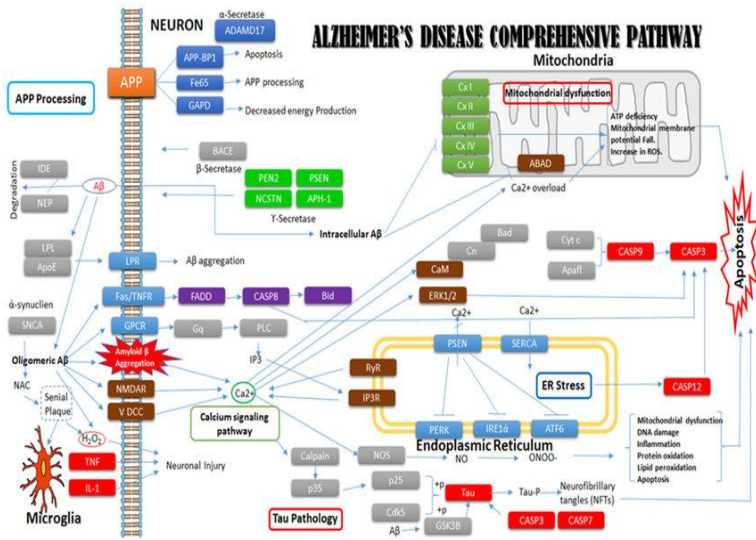 ALZHEIMER'S DISEASE COMPREHENSIVE PATHWAY
NEURON
α-Secretase
ADAMD17
APP
APP-BP1
Apoptosis
Fe65
APP processing
GAPD
Decreased energy Production
APP Processing
Mitochondria
Cx I
Cx II
Cx III
Cx IV
Cx V
Mitochondrial dysfunction
ATP deficiency
Mitochondrial membrane
potential Fall.
Increase in ROS.
ABAD
Ca2+ overload
BACE
β-Secretase
PEN2
PSEN
NCSTN
APH-1
Y-Secretase
Degradation
IDE
NEP
Aβ
Intracellular Aβ
LPL
ApoE
LPR
Aβ aggregation
Bad
Cn
CaM
ERK1/2
Cyt c
Apafl
CASP9
CASP3
Apoptosis
ά-synuclien
SNCA
Fas/TNFR
FADD
CASP8
Bid
GPCR
Gq
PLC
Oligomeric Aβ
Amyloid β
Aggregation
IP3
NMDAR
V DCC
Ca2+
Calcium signaling
pathway
RyR
IP3R
Ca2+
Ca2+
PSEN
SERCA
ER Stress
CASP12
PERK
IRE1ά
ATF6
Endoplasmic Reticulum
NAC
Senial
Plaque
H2O2
TNF
IL-1
Neuronal Injury
Microglia
Calpain
p35
NOS
NO
ONOO-
Mitochondrial dysfunction
DNA damage
Inflammation
Protein oxidation
Lipid peroxidation
Apoptosis
p25
Cdk5
+p
+p
Tau
Tau-P
Neurofibrillary
tangles (NFTs)
Tau Pathology
Aβ
GSK3B
CASP3
CASP7